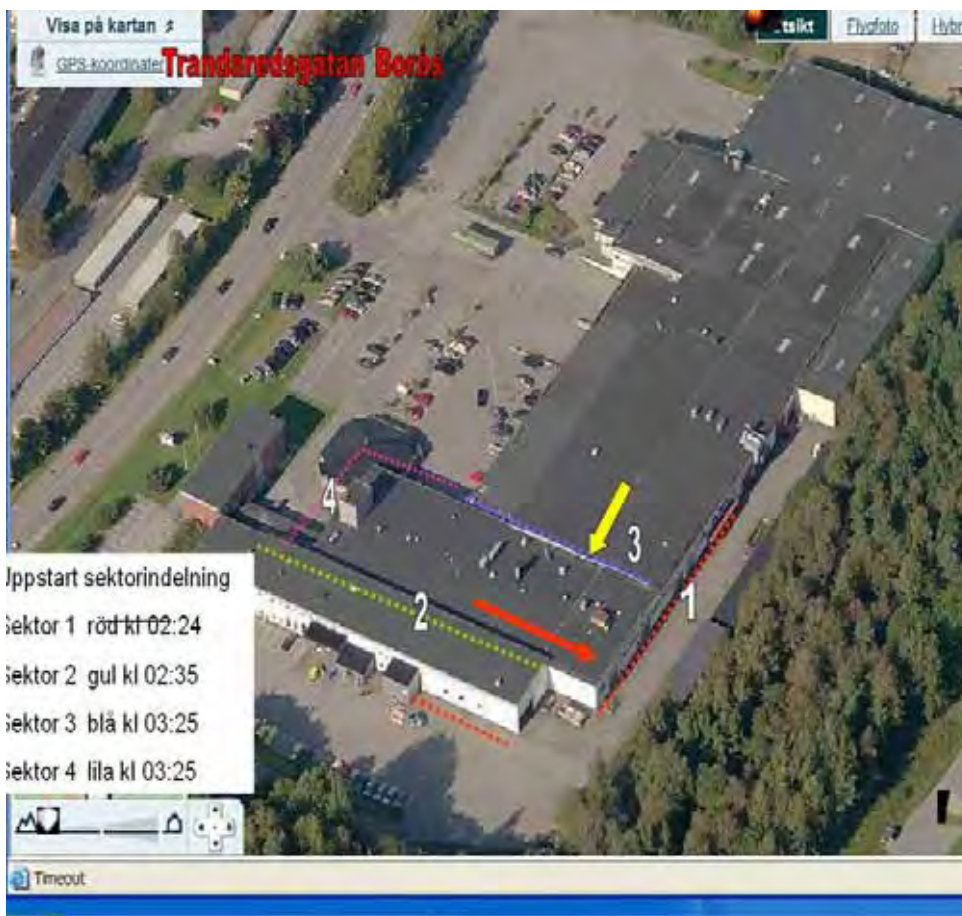 Visa på kartan
GPS-koordinater
Trandaredsgatan Borås
Flygfoto
4
3
1
2
Uppstart sektorindelning
Sektor 1 röd kl 02:24
Sektor 2 gul kl 02:35
Sektor 3 blå kl 03:25
Sektor 4 lila kl 03:25
Timeout